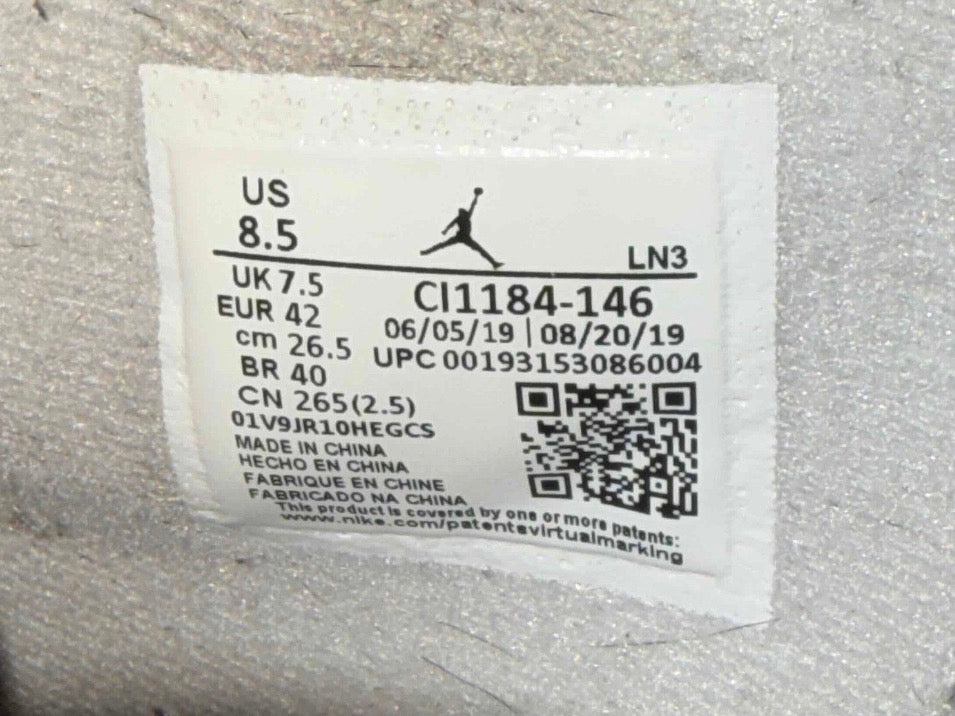 US
8.5
LN3
UK 7.5
EUR 42
cm 26.5
BR 40
CN 265(2.5)
CI1184-146
06/05/19 | 08/20/19
UPC 00193153086004
01V9JR10HEGCS
MADE IN CHINA
HECHO EN CHINA
FABRIQUE EN CHINE
FABRICADO NA CHINA
This product is covered by one or more patents:
www.nike.com/patentsvirtualmarking